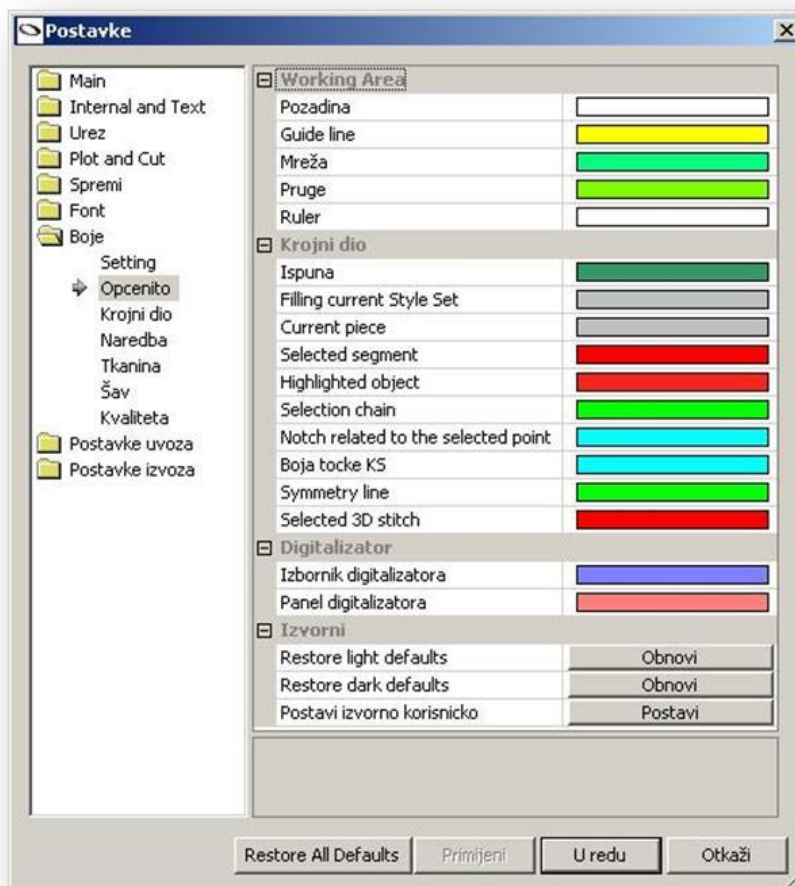 Postavke
Main
Internal and Text
Urez
Plot and Cut
Spremi
Font
Boje
Setting
Opcenito
Krojni dio
Naredba
Tkanina
Šav
Kvaliteta
Postavke uvoza
Postavke izvoza
Working Area
Pozadina
Guide line
Mreža
Pruge
Ruler
Krojni dio
Ispuna
Filling current Style Set
Current piece
Selected segment
Highlighted object
Selection chain
Notch related to the selected point
Boja tocke KS
Symmetry line
Selected 3D stitch
Digitalizator
Izbornik digitalizatora
Panel digitalizatora
Izvorni
Restore light defaults Obnovi
Restore dark defaults Obnovi
Postavi izvorno korisnicko Postavi
Restore All Defaults Primijeni U redu Otkaži